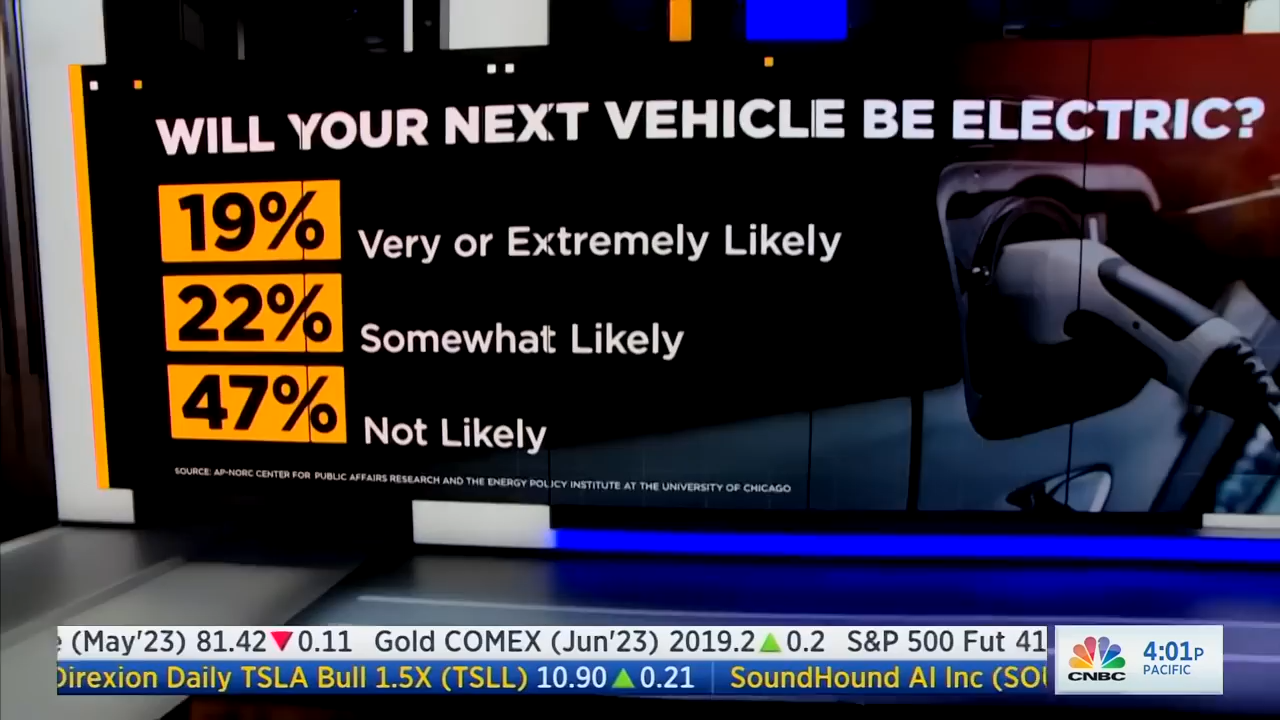 WILL YOUR NEXT VEHICLE BE ELECTRIC?
19% Very or Extremely Likely
22% Somewhat Likely
47% Not Likely
SOURCE: AP-NORC CENTER FOR PUBLIC AFFAIRS RESEARCH AND THE ENERGY POLICY INSTITUTE AT THE UNIVERSITY OF CHICAGO
(May'23) 81.42▼0.11 Gold COMEX (Jun'23) 2019.2▲0.2 S&P 500 Fut 41
Direxion Daily TSLA Bull 1.5X (TSLL) 10.90▲0.21 SoundHound AI Inc (SOU
CNBC
4:01P
PACIFIC